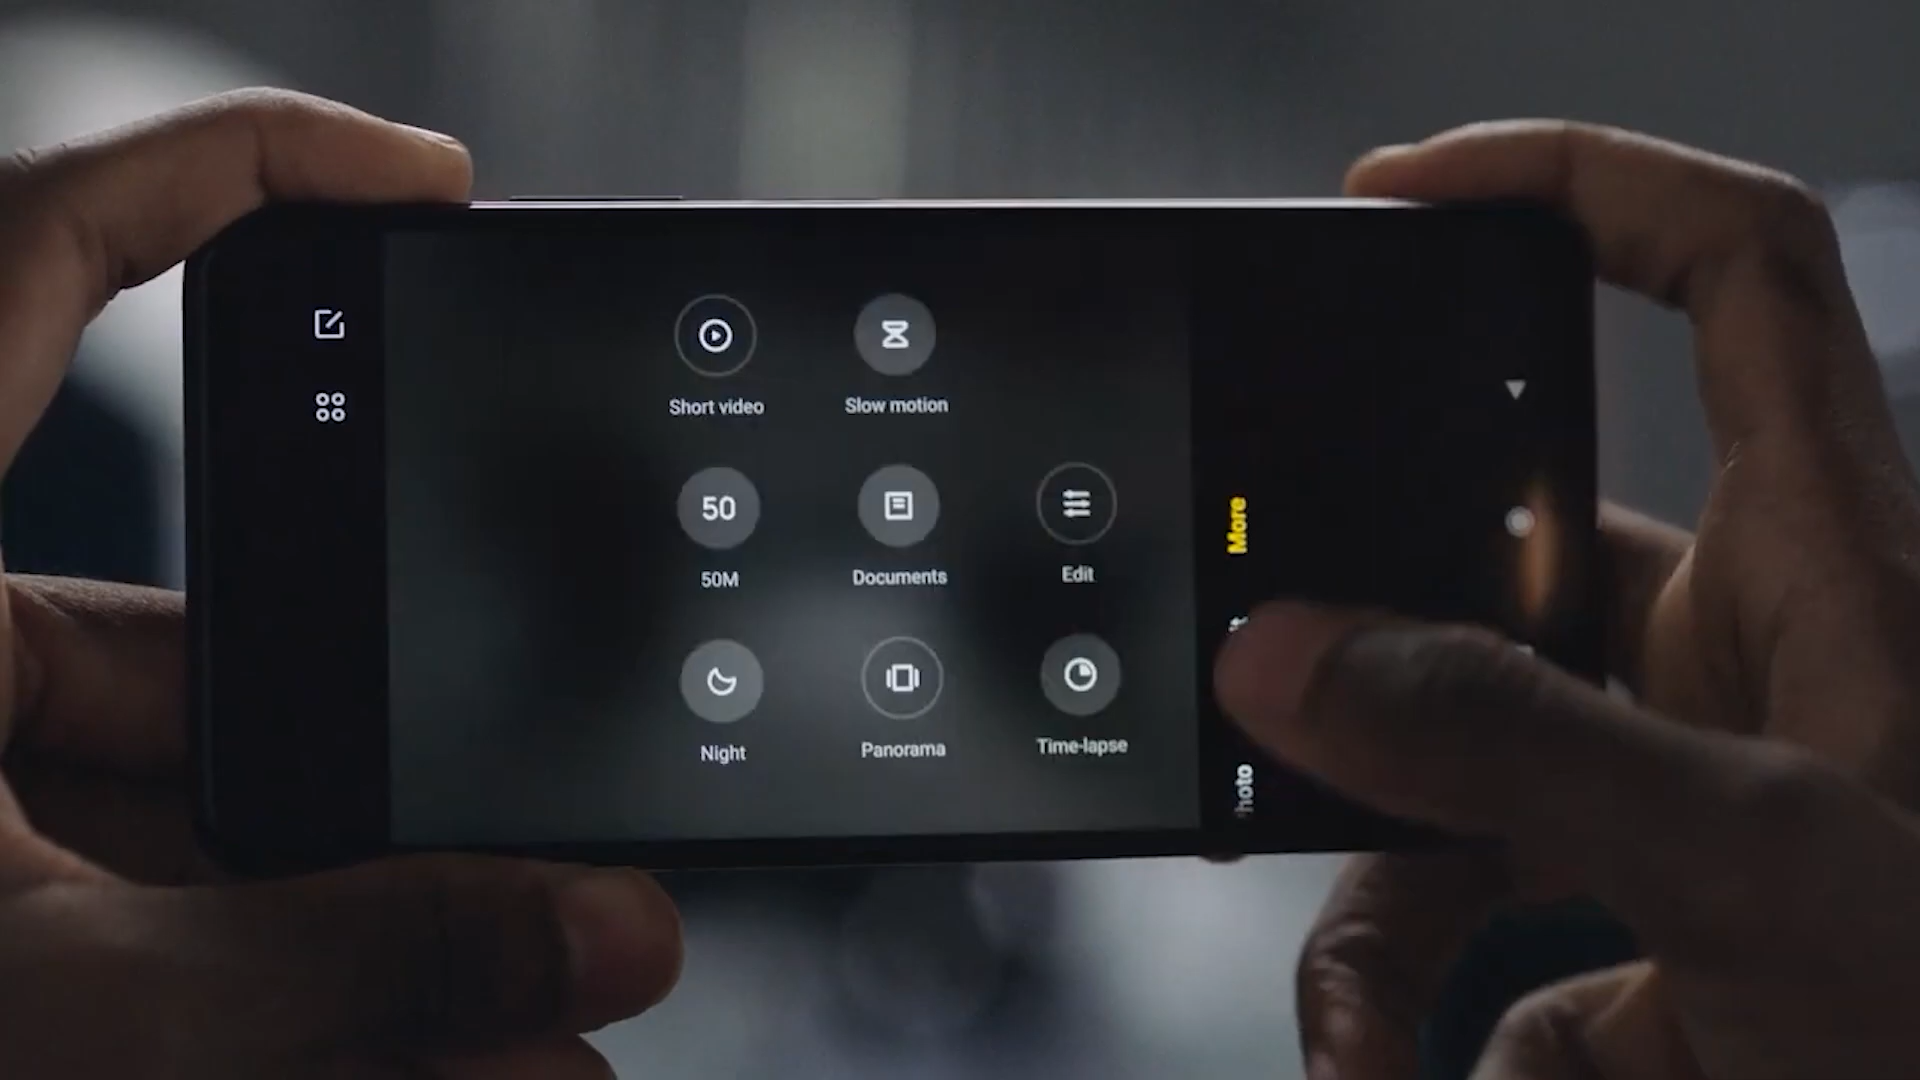 Short video
Slow motion
50
50M
Documents
Edit
Night
Panorama
Time-lapse
More